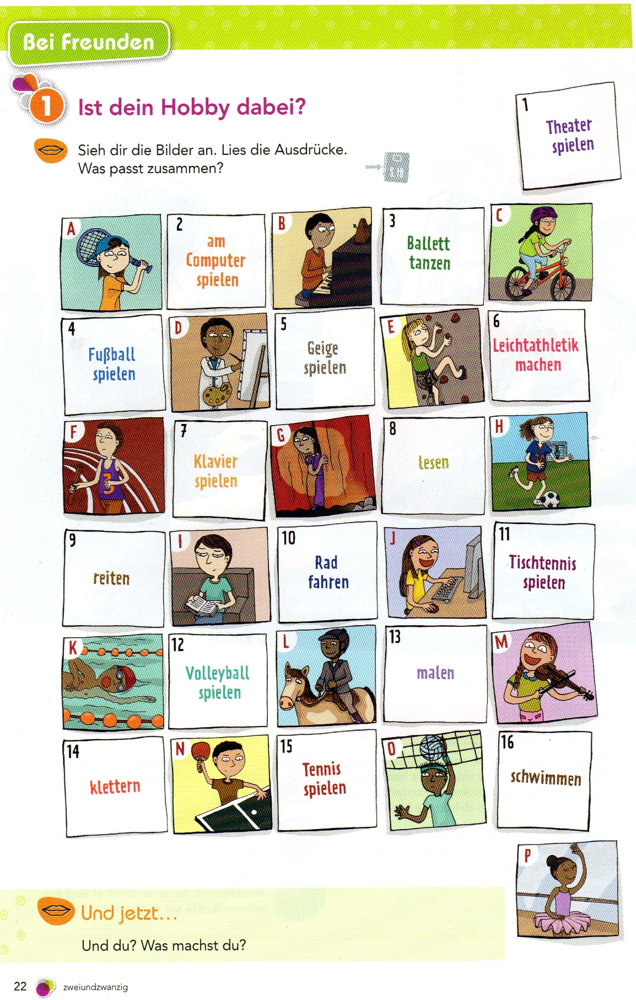 Bei Freunden
1
Ist dein Hobby dabei?
Sieh dir die Bilder an. Lies die Ausdrücke.
Was passt zusammen?
S. 18
1
Theater
spielen
A
2
am
Computer
spielen
B
3
Ballett
tanzen
C
4
Fußball
spielen
D
5
Geige
spielen
E
6
Leichtathletik
machen
F
3
7
Klavier
spielen
G
8
lesen
H
14
9
reiten
I
10
Rad
fahren
J
11
Tischtennis
spielen
K
12
Volleyball
spielen
L
13
malen
M
14
klettern
N
15
Tennis
spielen
O
16
schwimmen
P
Und jetzt...
Und du? Was machst du?
22
zweiundzwanzig